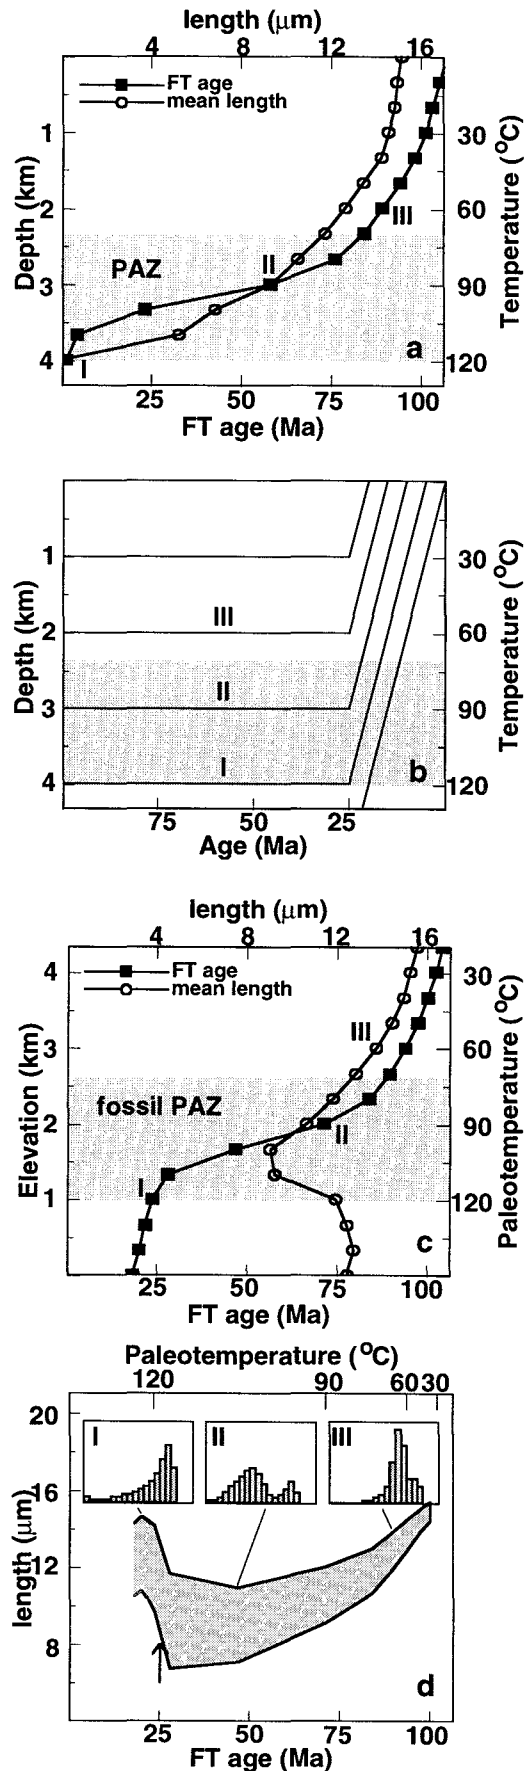 length (μm)
4 8 12 16
FT age
mean length
1
2
3
4
Depth (km)
30
60
90
120
Temperature (°C)
III
II
PAZ
I
a
25 50 75 100
FT age (Ma)
1
2
3
4
Depth (km)
30
60
90
120
Temperature (°C)
III
II
I
b
75 50 25
Age (Ma)
length (μm)
4 8 12 16
FT age
mean length
4
3
2
1
Elevation (km)
30
60
90
120
Paleotemperature (°C)
III
fossil PAZ
II
I
c
25 50 75 100
FT age (Ma)
Paleotemperature (°C)
120 90 60 30
20
16
12
8
length (μm)
I II III
d
25 50 75 100
FT age (Ma)